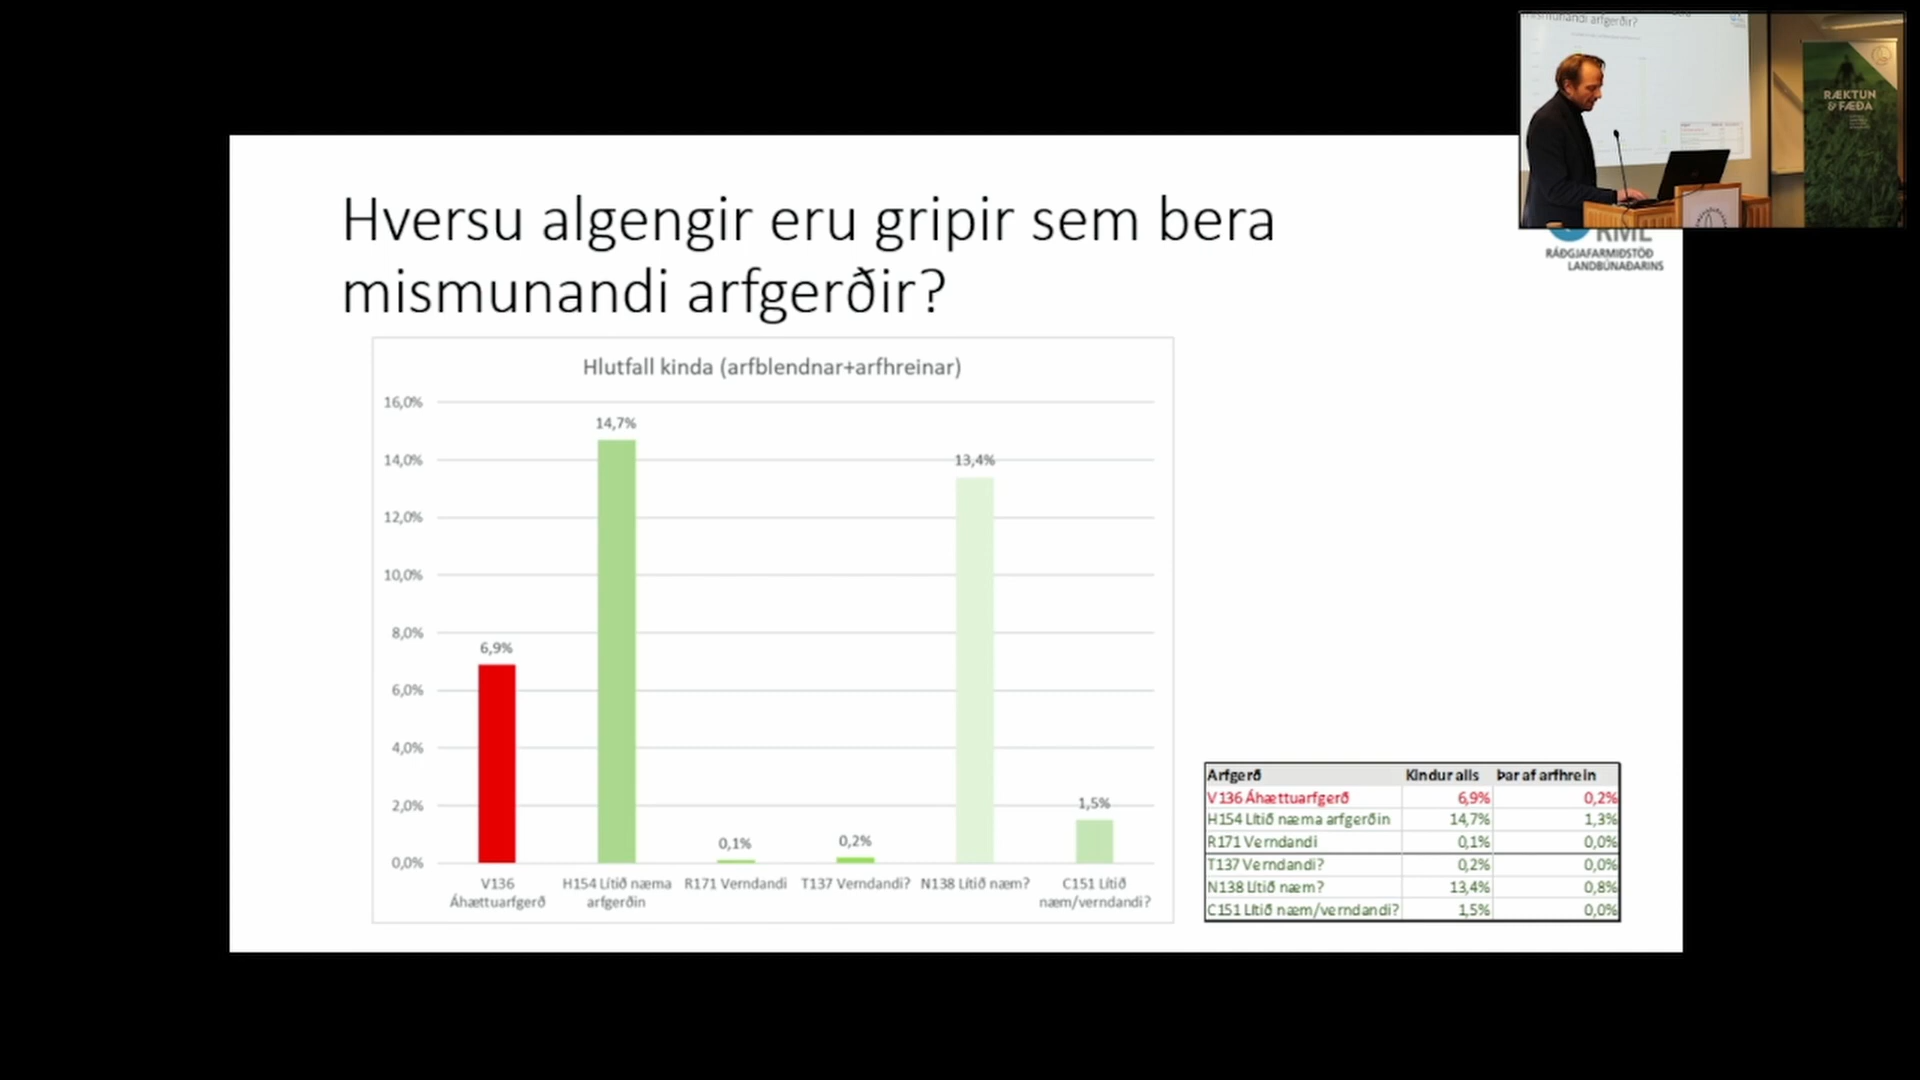 Hversu algengir eru gripir sem bera
mismunandi arfgerðir?
mismunandi arfgerðir?
RÆKTUN
& FÆÐA
RML
RÁÐGJAFARMIÐSTÖÐ
LANDBÚNAÐARINS
Hlutfall kinda (arfblendnar+arfhreinar)
16,0%
14,0%
12,0%
10,0%
8,0%
6,0%
4,0%
2,0%
0,0%
6,9%
14,7%
0,1%
0,2%
13,4%
1,5%
V136
Áhættuarfgerð
H154 Lítið næma
arfgerðin
R171 Verndandi
T137 Verndandi?
N138 Lítið næm?
C151 Lítið
næm/verndandi?
Arfgerð Kindur alls Þar af arfhrein
V136 Áhættuarfgerð 6,9% 0,2%
H154 Lítið næma arfgerðin 14,7% 1,3%
R171 Verndandi 0,1% 0,0%
T137 Verndandi? 0,2% 0,0%
N138 Lítið næm? 13,4% 0,8%
C151 Lítið næm/verndandi? 1,5% 0,0%